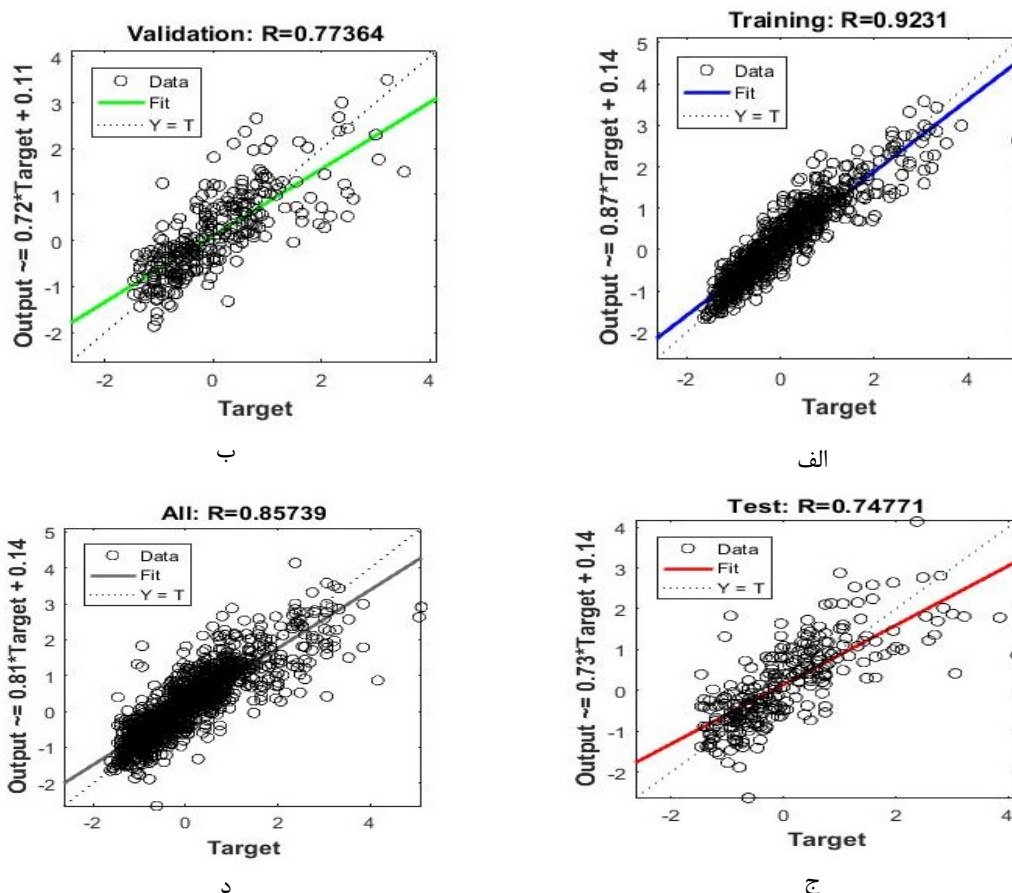 Validation: R=0.77364
Output ~= 0.72*Target + 0.11
4
3
2
1
0
-1
-2
Data
Fit
Y = T
-2 0 2 4
Target
ب
Training: R=0.9231
Output ~= 0.87*Target + 0.14
5
4
3
2
1
0
-1
-2
Data
Fit
Y = T
-2 0 2 4
Target
الف
All: R=0.85739
Output ~= 0.81*Target + 0.14
5
4
3
2
1
0
-1
-2
Data
Fit
Y = T
-2 0 2 4
Target
د
Test: R=0.74771
Output ~= 0.73*Target + 0.14
4
3
2
1
0
-1
-2
Data
Fit
Y = T
-2 0 2 4
Target
ج